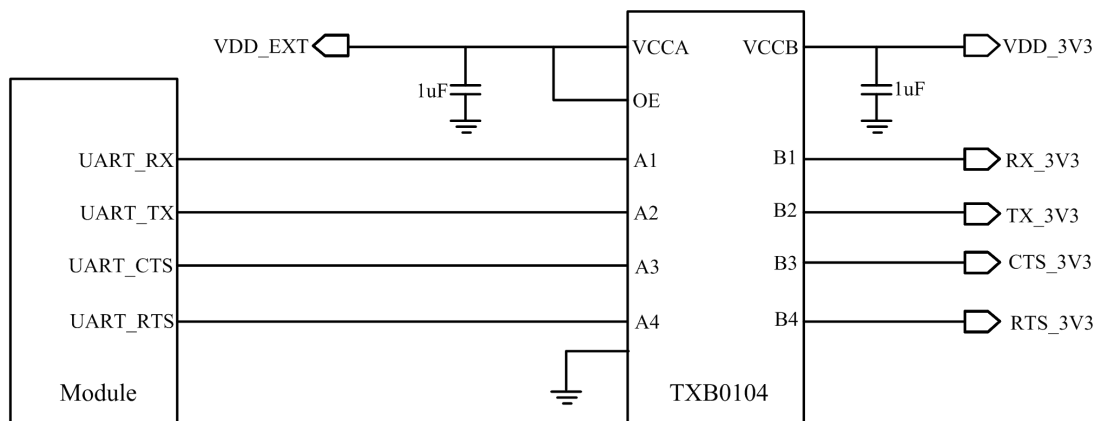 VDD_EXT
VCCA
VCCB
VDD_3V3
1uF
OE
1uF
UART_RX
A1
B1
RX_3V3
UART_TX
A2
B2
TX_3V3
UART_CTS
A3
B3
CTS_3V3
UART_RTS
A4
B4
RTS_3V3
Module
TXB0104